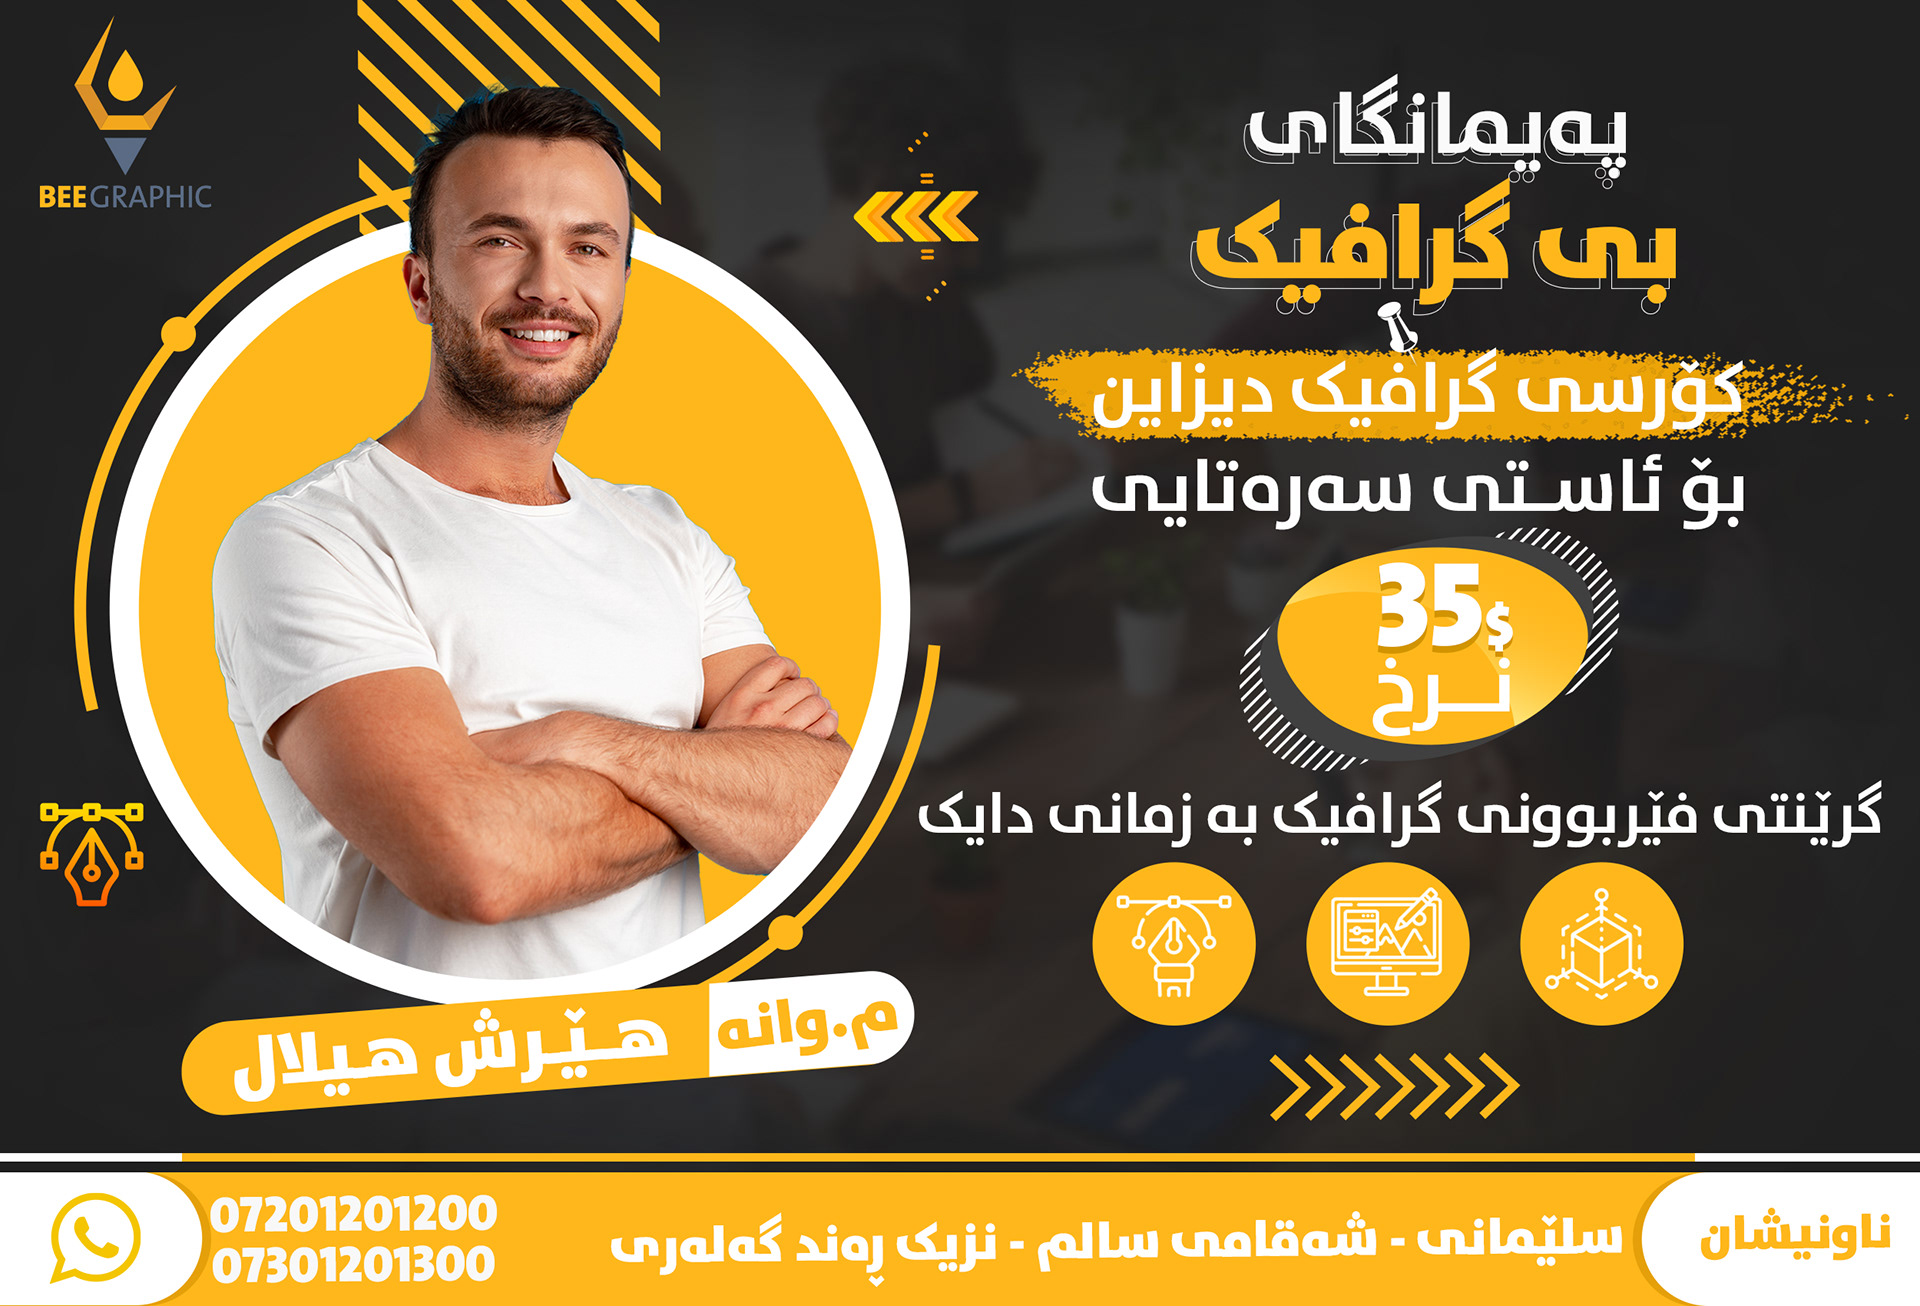 BEEGRAPHIC
پەیمانگای
بی گرافیک
کۆرسی گرافیک دیزاین
بۆ ئاستی سەرەتایی
35$
نرخ
گرێنتی فێربوونی گرافیک بە زمانی دایک
م.وانە هێرش هیلال
ناونیشان
سلێمانی - شەقامی سالم - نزیک ڕوند گەلەری
07201201200
07301201300